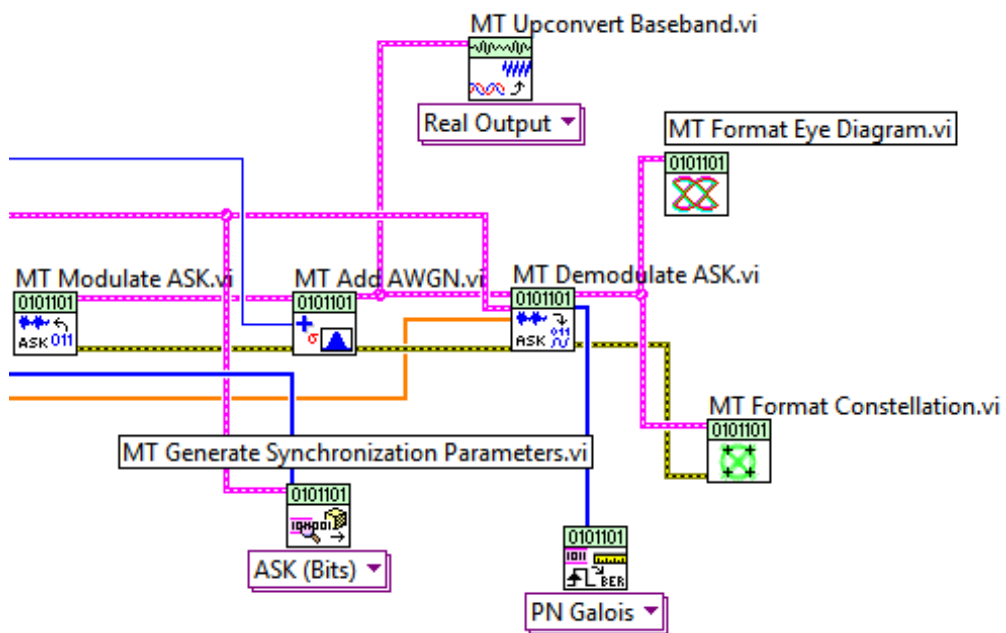 MT Upconvert Baseband.vi
Real Output
MT Format Eye Diagram.vi
0101101
MT Modulate ASK.vi
0101101
ASK 011
MT Add AWGN.vi
0101101
σ
MT Demodulate ASK.vi
0101101
ASK 011
MT Format Constellation.vi
0101101
MT Generate Synchronization Parameters.vi
0101101
ASK (Bits)
0101101
1011
BER
PN Galois